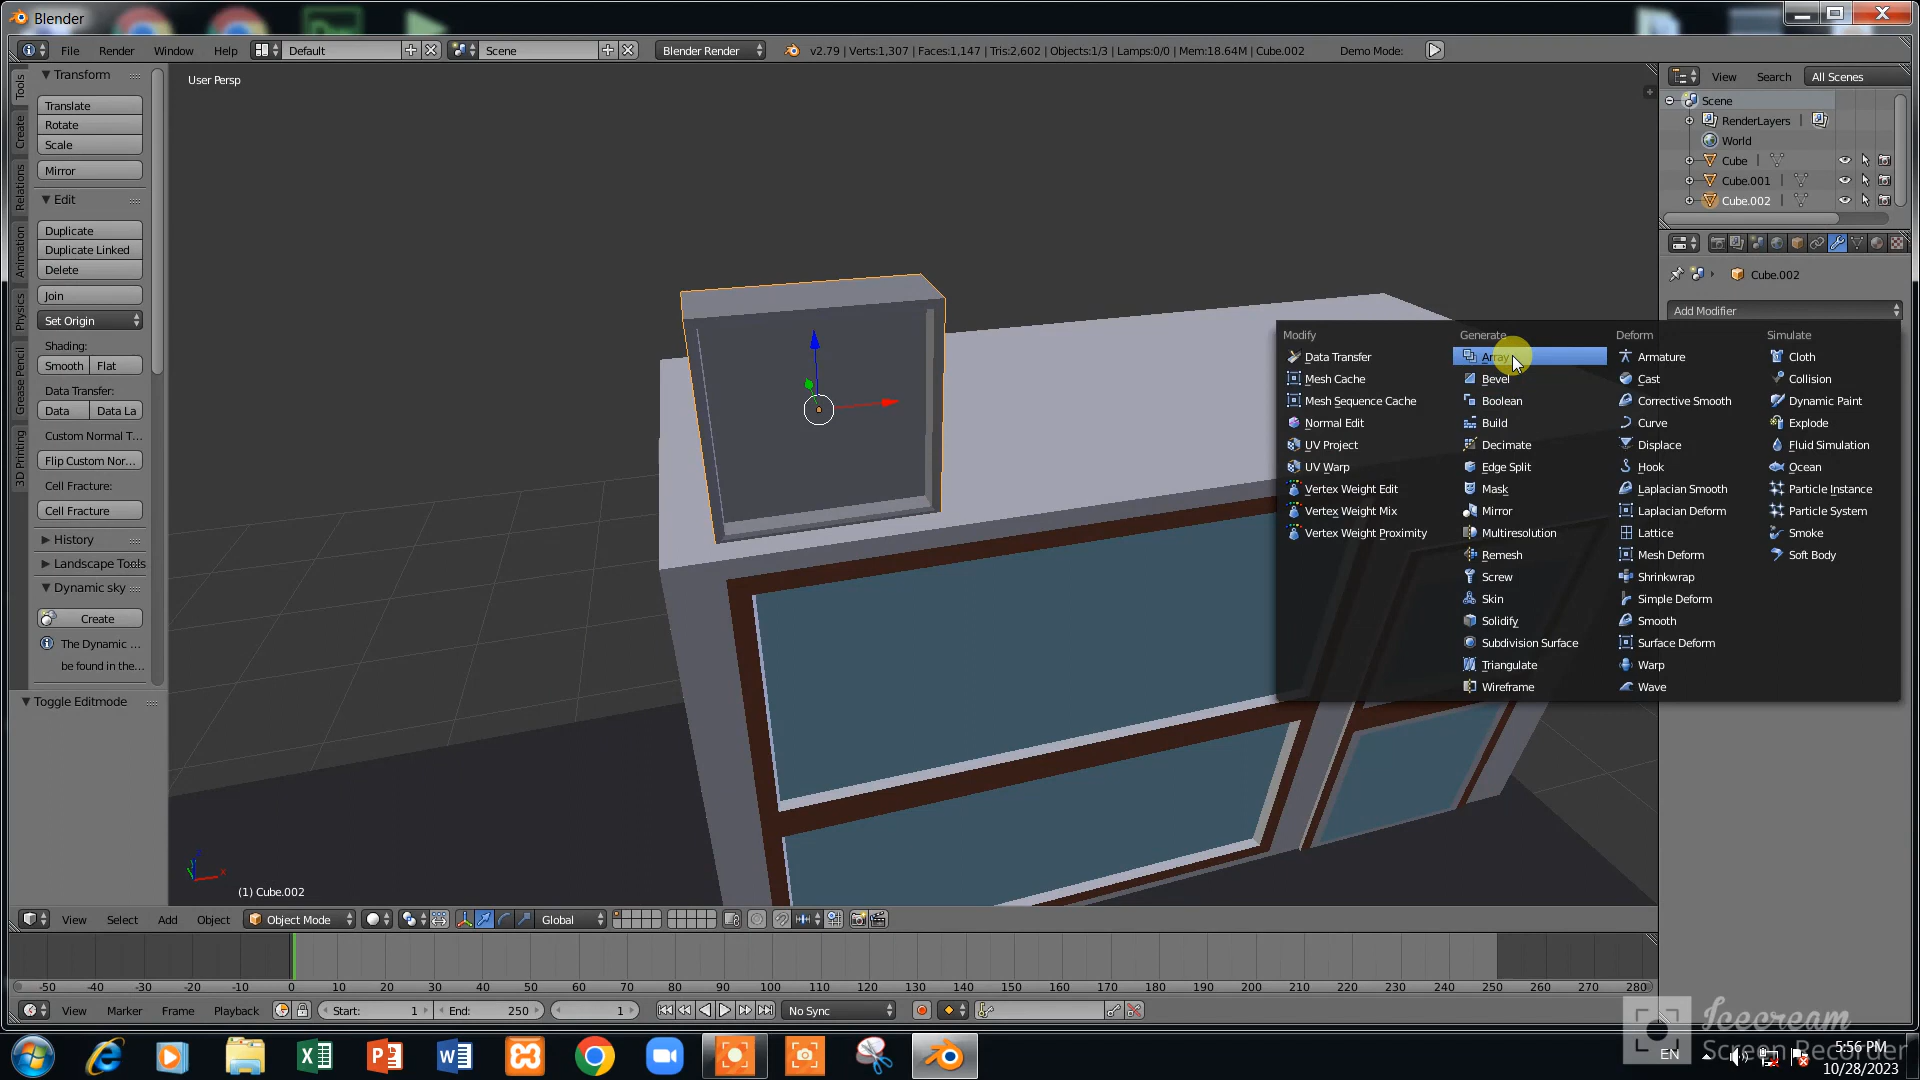 Blender
File Render Window Help Default Scene Blender Render v2.79 | Verts:1,307 | Faces:1,147 | Tris:2,602 | Objects:1/3 | Lamps:0/0 | Mem:18.64M | Cube.002 Demo Mode:
Tools
Create
Relations
Animation
Physics
Grease Pencil
3D Printing
Transform
Translate
Rotate
Scale
Mirror
Edit
Duplicate
Duplicate Linked
Delete
Join
Set Origin
Shading:
Smooth Flat
Data Transfer:
Data Data La
Custom Normal T...
Flip Custom Nor...
Cell Fracture:
Cell Fracture
History
Landscape Tools
Dynamic sky
Create
The Dynamic ...
be found in the...
Toggle Editmode
User Persp
(1) Cube.002
View Search All Scenes
Scene
RenderLayers |
World
Cube |
Cube.001 |
Cube.002 |
Cube.002
Add Modifier
Modify
Data Transfer
Mesh Cache
Mesh Sequence Cache
Normal Edit
UV Project
UV Warp
Vertex Weight Edit
Vertex Weight Mix
Vertex Weight Proximity
Generate
Array
Bevel
Boolean
Build
Decimate
Edge Split
Mask
Mirror
Multiresolution
Remesh
Screw
Skin
Solidify
Subdivision Surface
Triangulate
Wireframe
Deform
Armature
Cast
Corrective Smooth
Curve
Displace
Hook
Laplacian Smooth
Laplacian Deform
Lattice
Mesh Deform
Shrinkwrap
Simple Deform
Smooth
Surface Deform
Warp
Wave
Simulate
Cloth
Collision
Dynamic Paint
Explode
Fluid Simulation
Ocean
Particle Instance
Particle System
Smoke
Soft Body
View Select Add Object Object Mode Global
-50 -40 -30 -20 -10 0 10 20 30 40 50 60 70 80 90 100 110 120 130 140 150 160 170 180 190 200 210 220 230 240 250 260 270 280
View Marker Frame Playback Start: 1 End: 250 1 No Sync
Icecream
Screen Recorder
EN 5:56 PM
10/28/2023